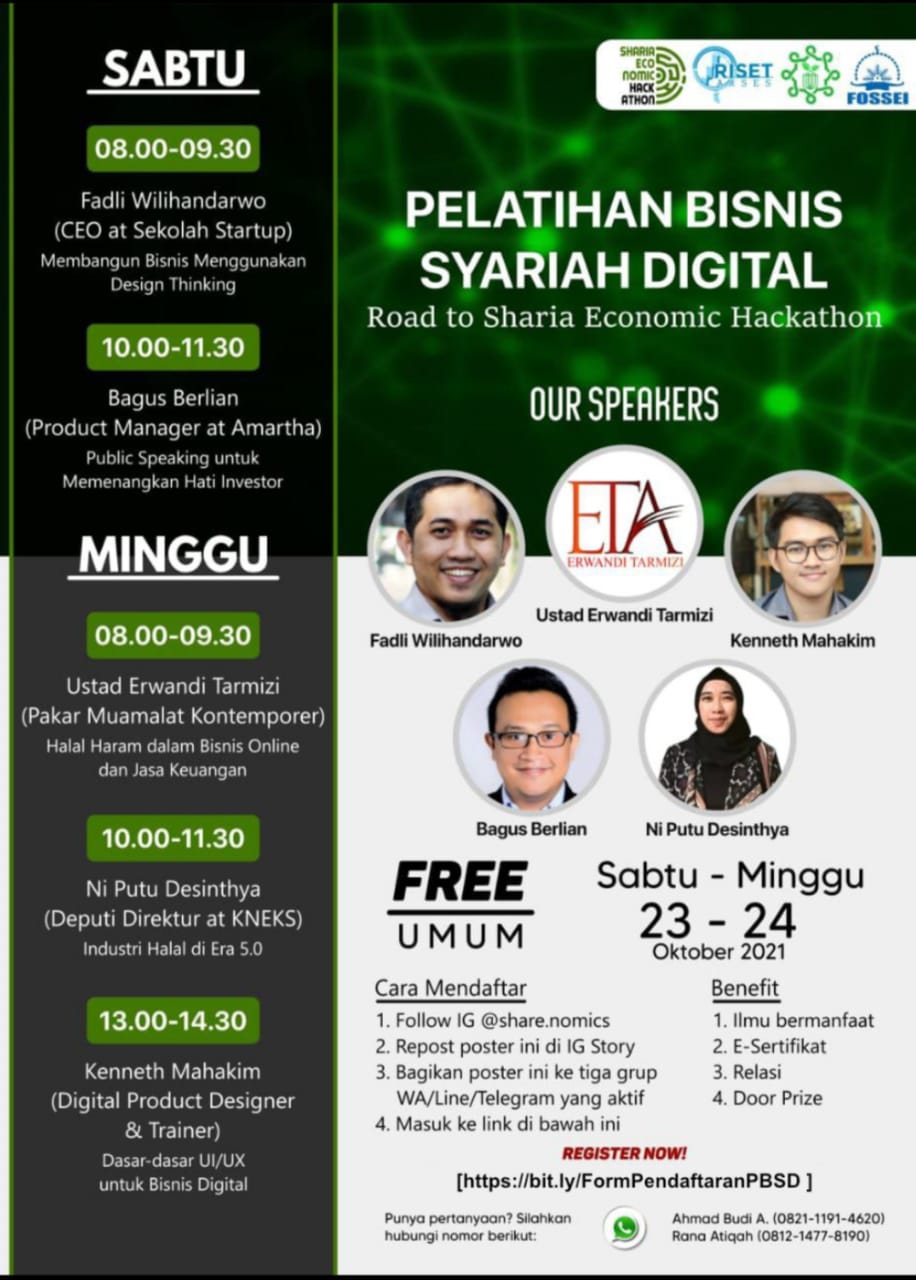 SABTU
08.00-09.30
Fadli Wilihandarwo
(CEO at Sekolah Startup)
Membangun Bisnis Menggunakan
Design Thinking
10.00-11.30
Bagus Berlian
(Product Manager at Amartha)
Public Speaking untuk
Memenangkan Hati Investor
MINGGU
08.00-09.30
Ustad Erwandi Tarmizi
(Pakar Muamalat Kontemporer)
Halal Haram dalam Bisnis Online
dan Jasa Keuangan
10.00-11.30
Ni Putu Desinthya
(Deputi Direktur at KNEKS)
Industri Halal di Era 5.0
13.00-14.30
Kenneth Mahakim
(Digital Product Designer
& Trainer)
Dasar-dasar UI/UX
untuk Bisnis Digital
SHARIA
ECO
NOMIC
HACK
ATHON
RISET
FOSSEI
PELATIHAN BISNIS
SYARIAH DIGITAL
Road to Sharia Economic Hackathon
OUR SPEAKERS
ETA
ERWANDI TARMIZI
Fadli Wilihandarwo
Ustad Erwandi Tarmizi
Kenneth Mahakim
Bagus Berlian
Ni Putu Desinthya
FREE
UMUM
Sabtu - Minggu
23 - 24
Oktober 2021
Cara Mendaftar
1. Follow IG @share.nomics
2. Repost poster ini di IG Story
3. Bagikan poster ini ke tiga grup
WA/Line/Telegram yang aktif
4. Masuk ke link di bawah ini
Benefit
1. Ilmu bermanfaat
2. E-Sertifikat
3. Relasi
4. Door Prize
REGISTER NOW!
[https://bit.ly/FormPendaftaranPBSD ]
Punya pertanyaan? Silahkan
hubungi nomor berikut:
Ahmad Budi A. (0821-1191-4620)
Rana Atiqah (0812-1477-8190)